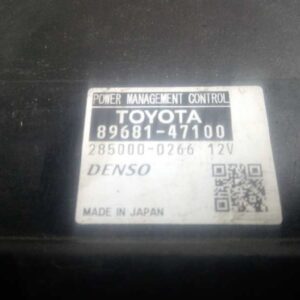 POWER MANAGEMENT CONTROL
TOYOTA
89681-47100
285000-0266 12V
DENSO
MADE IN JAPAN